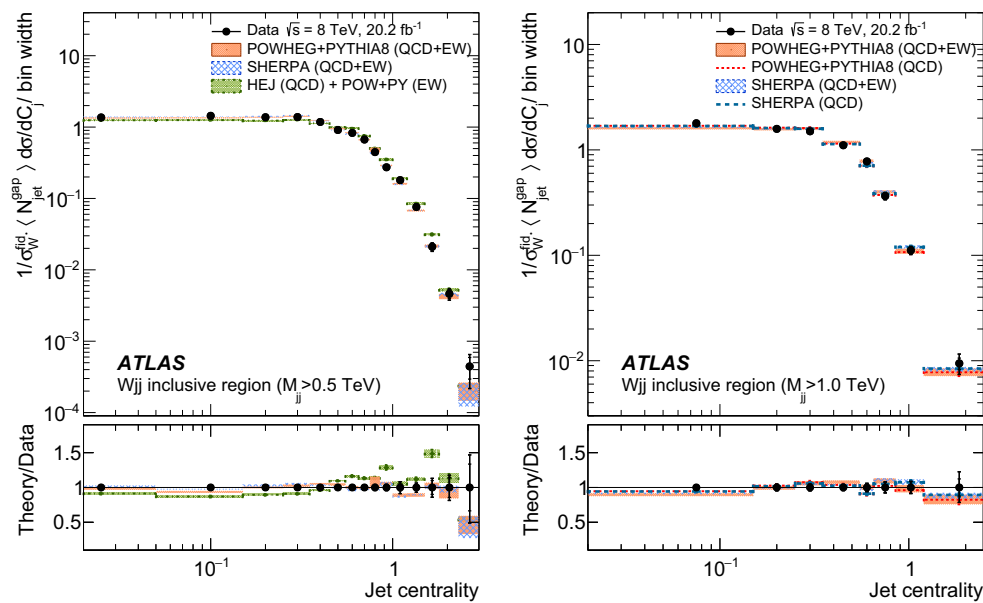 Data √s = 8 TeV, 20.2 fb⁻¹
POWHEG+PYTHIA8 (QCD+EW)
SHERPA (QCD+EW)
HEJ (QCD) + POW+PY (EW)
1/σ_W^fid. ⟨ N_jet^gap ⟩ dσ/dC_j/ bin width
10
1
10⁻¹
10⁻²
10⁻³
10⁻⁴
ATLAS
Wjj inclusive region (M_jj >0.5 TeV)
Theory/Data
1.5
1
0.5
10⁻¹
1
Jet centrality
Data √s = 8 TeV, 20.2 fb⁻¹
POWHEG+PYTHIA8 (QCD+EW)
POWHEG+PYTHIA8 (QCD)
SHERPA (QCD+EW)
SHERPA (QCD)
1/σ_W^fid. ⟨ N_jet^gap ⟩ dσ/dC_j/ bin width
10
1
10⁻¹
10⁻²
ATLAS
Wjj inclusive region (M_jj >1.0 TeV)
Theory/Data
1.5
1
0.5
10⁻¹
1
Jet centrality